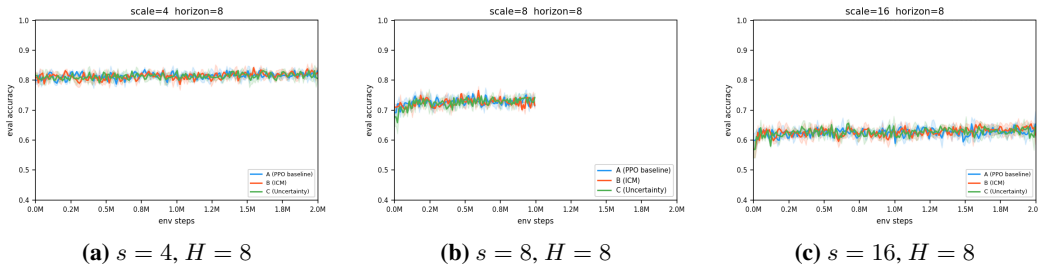 scale=4 horizon=8
1.0
0.9
0.8
0.7
0.6
0.5
0.4
eval accuracy
0.0M 0.2M 0.5M 0.8M 1.0M 1.2M 1.5M 1.8M 2.0M
env steps
A (PPO baseline)
B (ICM)
C (Uncertainty)
(a) s = 4, H = 8
scale=8 horizon=8
1.0
0.9
0.8
0.7
0.6
0.5
0.4
eval accuracy
0.0M 0.2M 0.5M 0.8M 1.0M 1.2M 1.5M 1.8M 2.0M
env steps
A (PPO baseline)
B (ICM)
C (Uncertainty)
(b) s = 8, H = 8
scale=16 horizon=8
1.0
0.9
0.8
0.7
0.6
0.5
0.4
eval accuracy
0.0M 0.2M 0.5M 0.8M 1.0M 1.2M 1.5M 1.8M 2.0
env steps
A (PPO baseline)
B (ICM)
C (Uncertainty)
(c) s = 16, H = 8